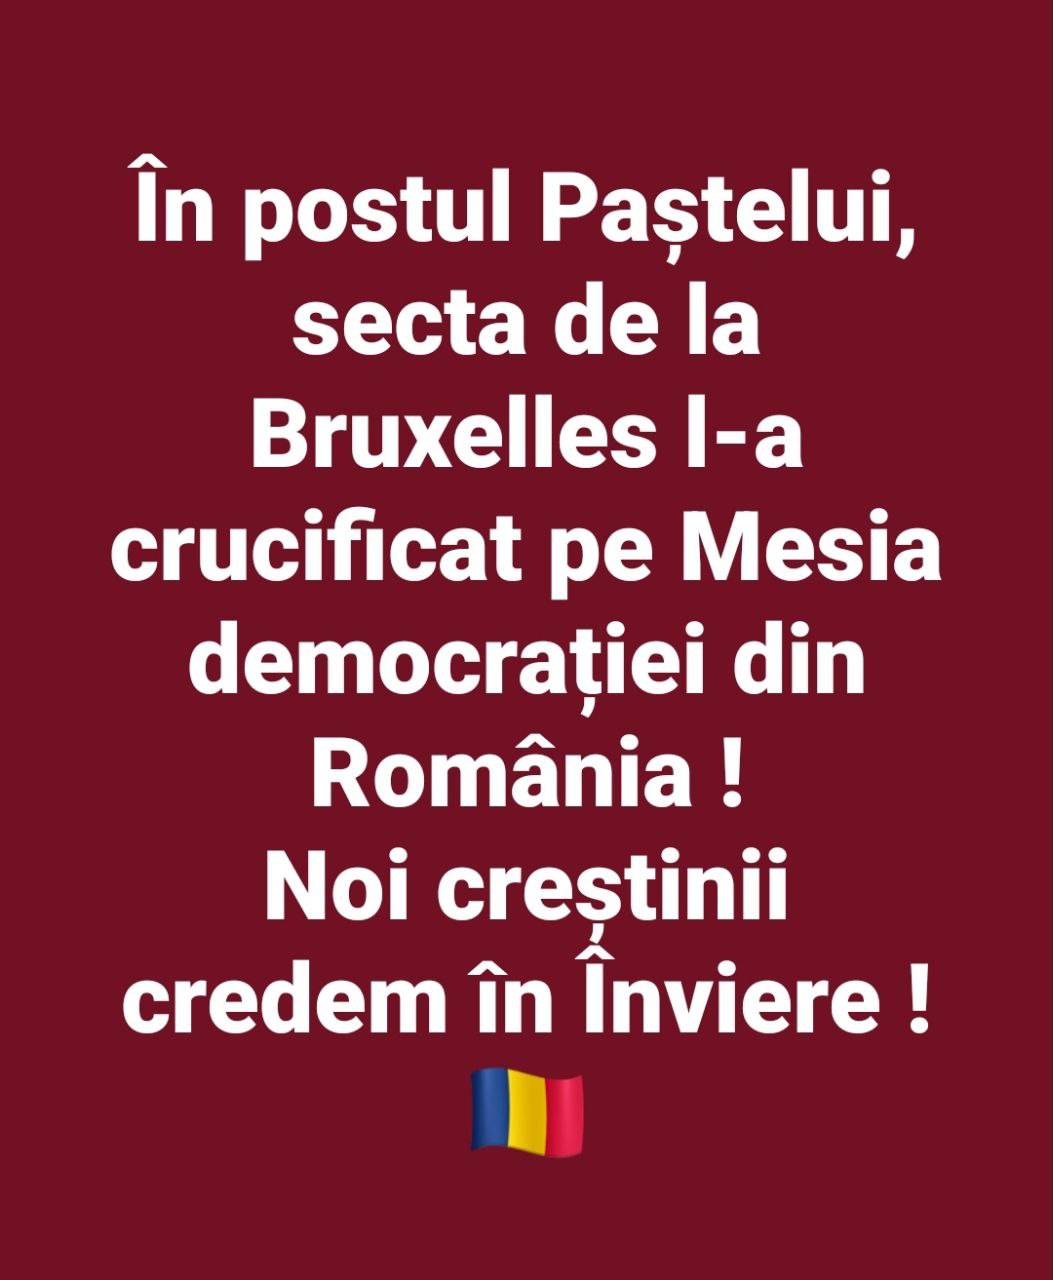 În postul Paștelui,
secta de la
Bruxelles l-a
crucificat pe Mesia
democrației din
România !
Noi creștinii
credem în Înviere !
🇷🇴